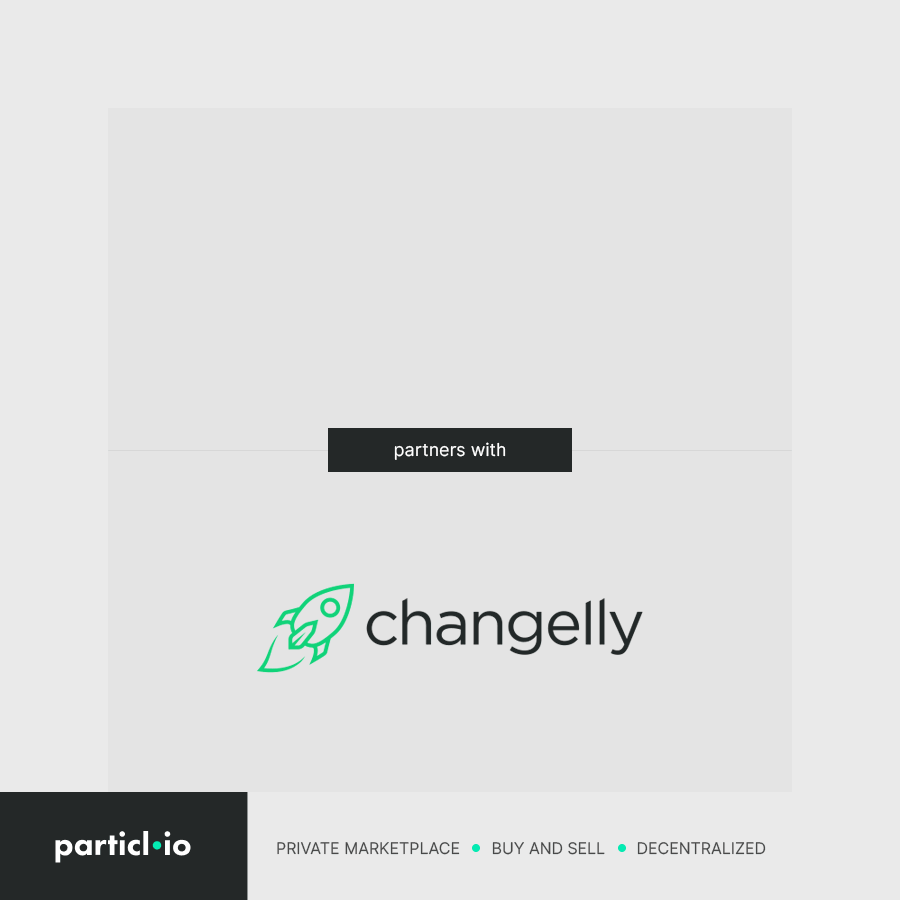 partners with
changelly
particl•io
PRIVATE MARKETPLACE • BUY AND SELL • DECENTRALIZED